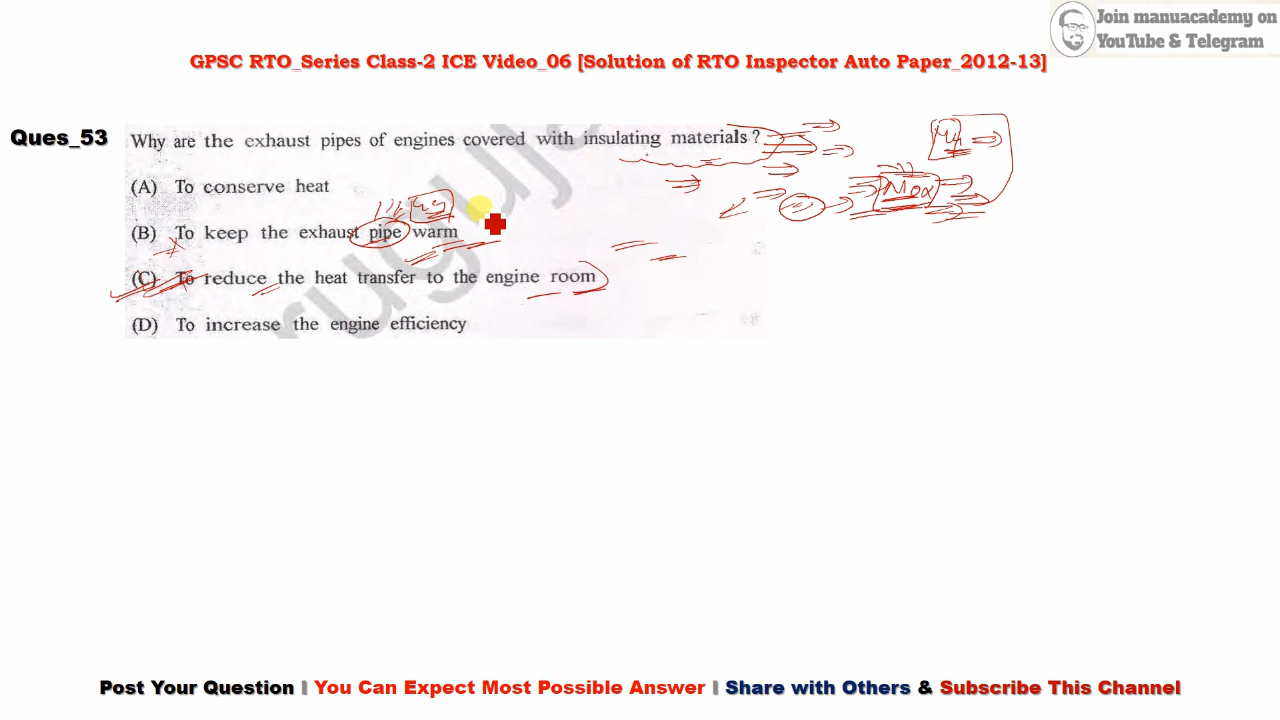 Join manuacademy on
YouTube & Telegram
GPSC RTO_Series Class-2 ICE Video_06 [Solution of RTO Inspector Auto Paper_2012-13]
Ques_53
Why are the exhaust pipes of engines covered with insulating materials ?
(A) To conserve heat
(B) To keep the exhaust pipe warm
(C) To reduce the heat transfer to the engine room
(D) To increase the engine efficiency
Post Your Question | You Can Expect Most Possible Answer | Share with Others & Subscribe This Channel